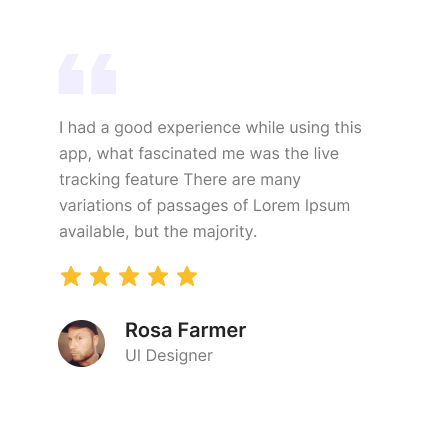 I had a good experience while using this
app, what fascinated me was the live
tracking feature There are many
variations of passages of Lorem Ipsum
available, but the majority.
Rosa Farmer
UI Designer